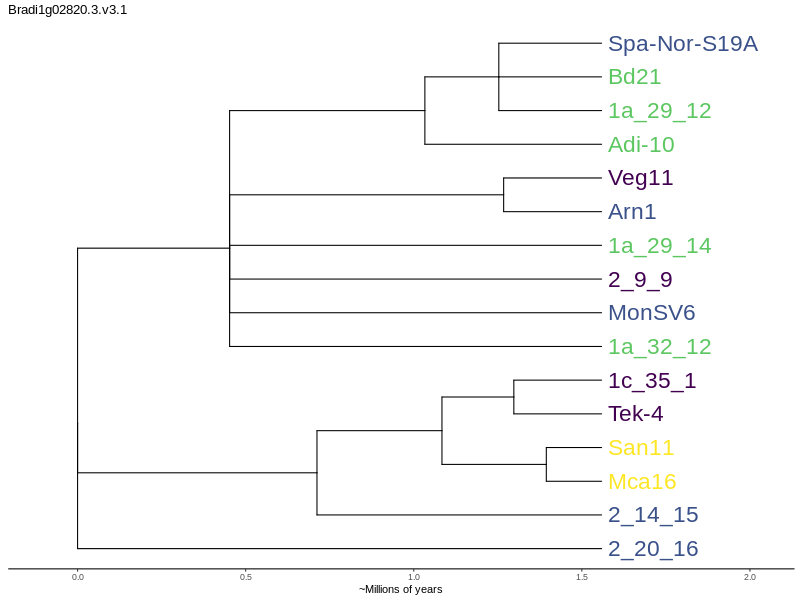 Bradi1g02820.3.v3.1
Spa-Nor-S19A
Bd21
1a_29_12
Adi-10
Veg11
Arn1
1a_29_14
2_9_9
MonSV6
1a_32_12
1c_35_1
Tek-4
San11
Mca16
2_14_15
2_20_16
0.0 0.5 1.0 1.5 2.0
~Millions of years